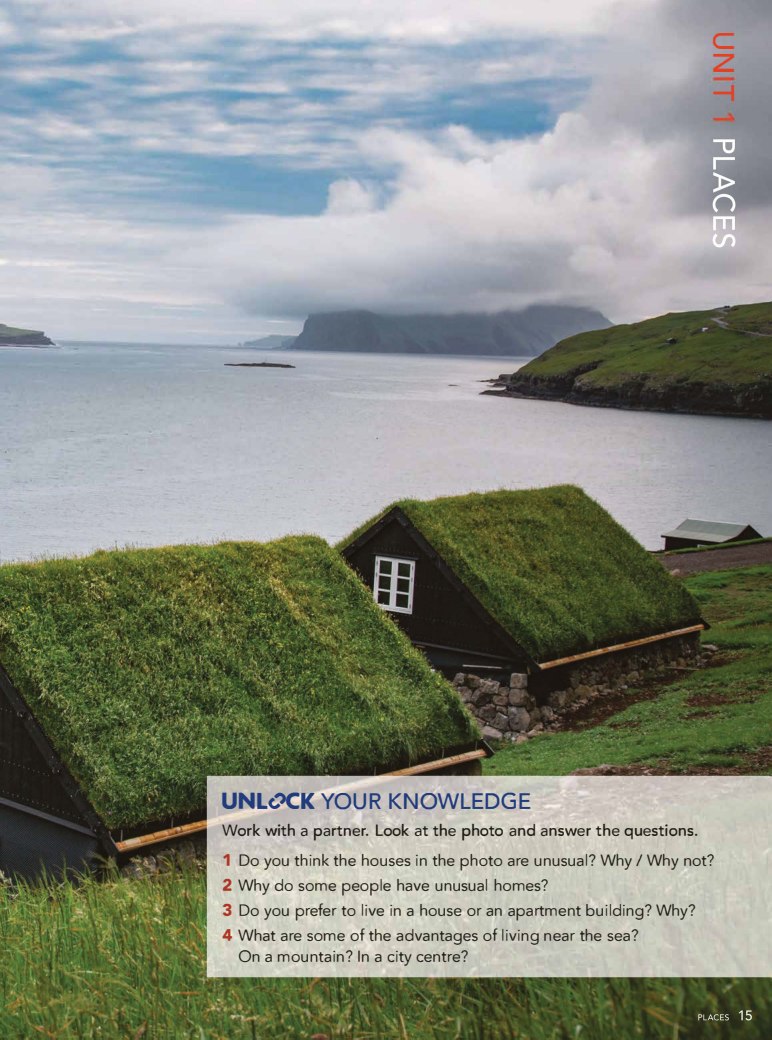 UNIT 1 PLACES
UNLOCK YOUR KNOWLEDGE
Work with a partner. Look at the photo and answer the questions.
1 Do you think the houses in the photo are unusual? Why / Why not?
2 Why do some people have unusual homes?
3 Do you prefer to live in a house or an apartment building? Why?
4 What are some of the advantages of living near the sea?
On a mountain? In a city centre?
PLACES 15